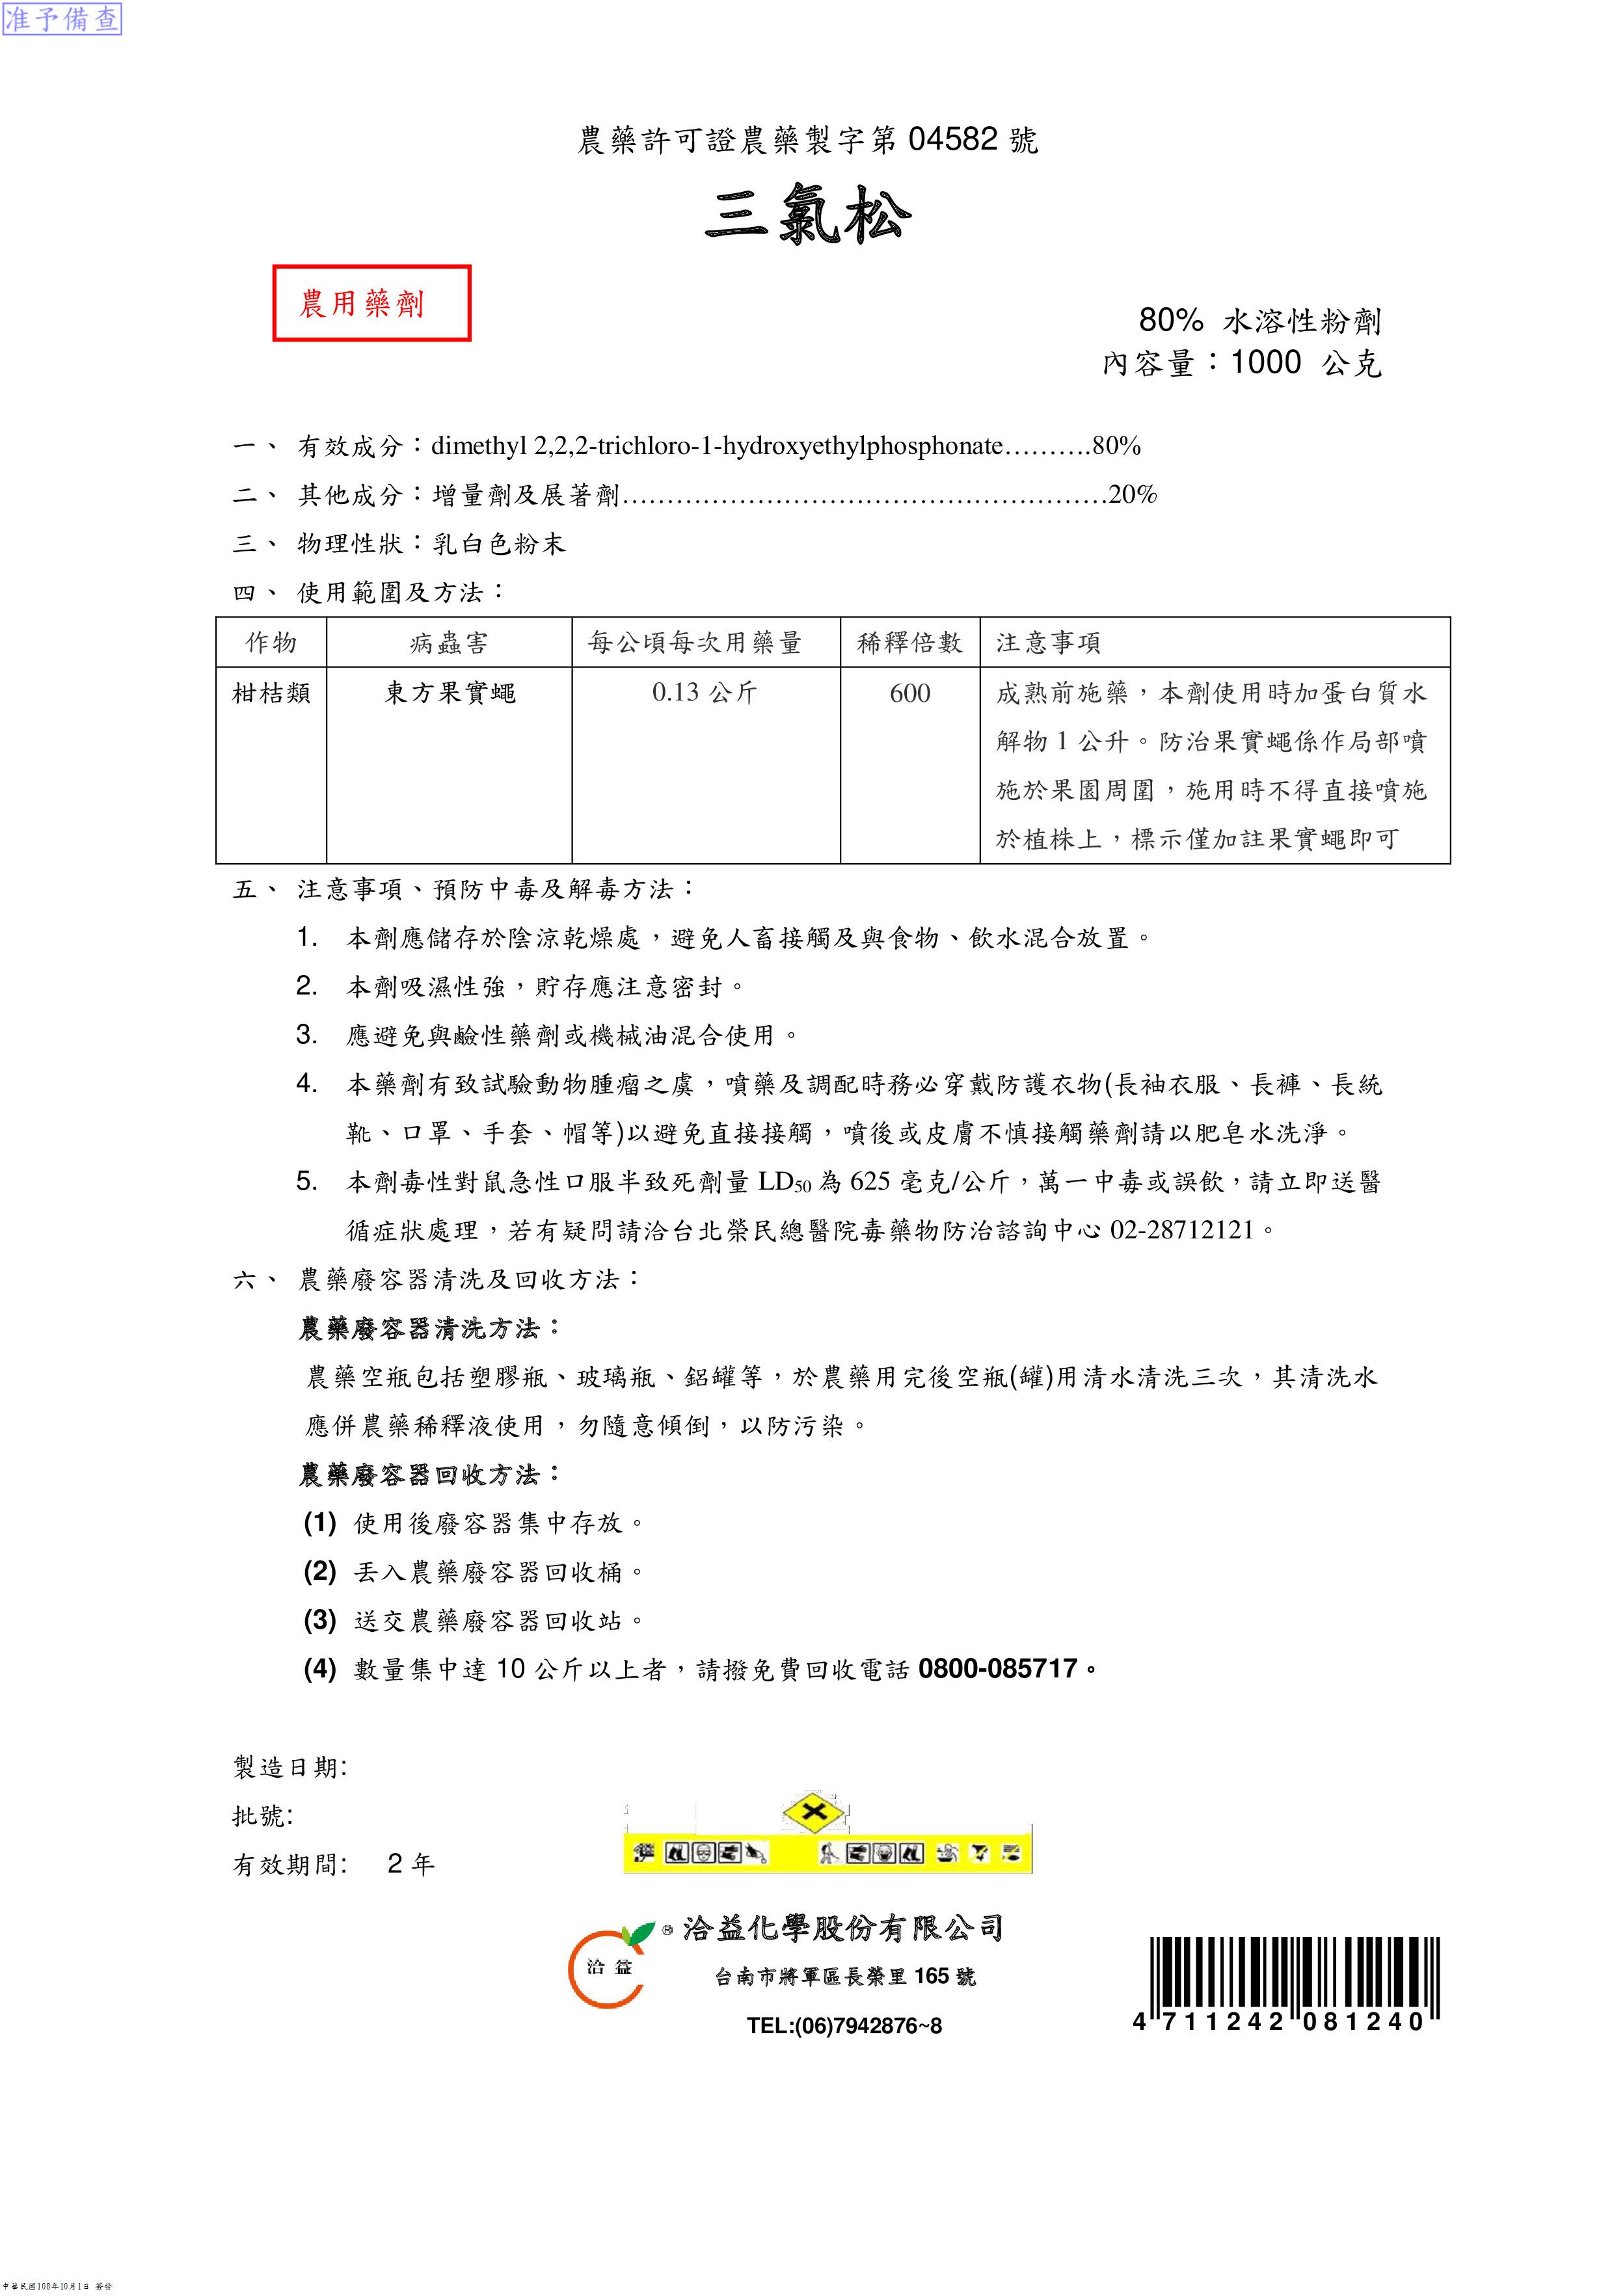 准予備查
農藥許可證農藥製字第 04582 號
三氯松
農用藥劑
80% 水溶性粉劑
內容量：1000 公克
一、 有效成分：dimethyl 2,2,2-trichloro-1-hydroxyethylphosphonate……….80%
二、 其他成分：增量劑及展著劑………………………………………………20%
三、 物理性狀：乳白色粉末
四、 使用範圍及方法：
作物 病蟲害 每公頃每次用藥量 稀釋倍數 注意事項
柑桔類 東方果實蠅 0.13 公斤 600 成熟前施藥，本劑使用時加蛋白質水
解物 1 公升。防治果實蠅係作局部噴
施於果園周圍，施用時不得直接噴施
於植株上，標示僅加註果實蠅即可
五、 注意事項、預防中毒及解毒方法：
1. 本劑應儲存於陰涼乾燥處，避免人畜接觸及與食物、飲水混合放置。
2. 本劑吸濕性強，貯存應注意密封。
3. 應避免與鹼性藥劑或機械油混合使用。
4. 本藥劑有致試驗動物腫瘤之虞，噴藥及調配時務必穿戴防護衣物(長袖衣服、長褲、長統
靴、口罩、手套、帽等)以避免直接接觸，噴後或皮膚不慎接觸藥劑請以肥皂水洗淨。
5. 本劑毒性對鼠急性口服半致死劑量 LD50 為 625 毫克/公斤，萬一中毒或誤飲，請立即送醫
循症狀處理，若有疑問請洽台北榮民總醫院毒藥物防治諮詢中心 02-28712121。
六、 農藥廢容器清洗及回收方法：
農藥廢容器清洗方法：
農藥空瓶包括塑膠瓶、玻璃瓶、鋁罐等，於農藥用完後空瓶(罐)用清水清洗三次，其清洗水
應併農藥稀釋液使用，勿隨意傾倒，以防污染。
農藥廢容器回收方法：
(1) 使用後廢容器集中存放。
(2) 丟入農藥廢容器回收桶。
(3) 送交農藥廢容器回收站。
(4) 數量集中達 10 公斤以上者，請撥免費回收電話 0800-085717。
製造日期:
批號:
有效期間: 2 年
洽益
® 洽益化學股份有限公司
台南市將軍區長榮里 165 號
TEL:(06)7942876~8
4 711242 081240
中華民國108年10月1日 簽發